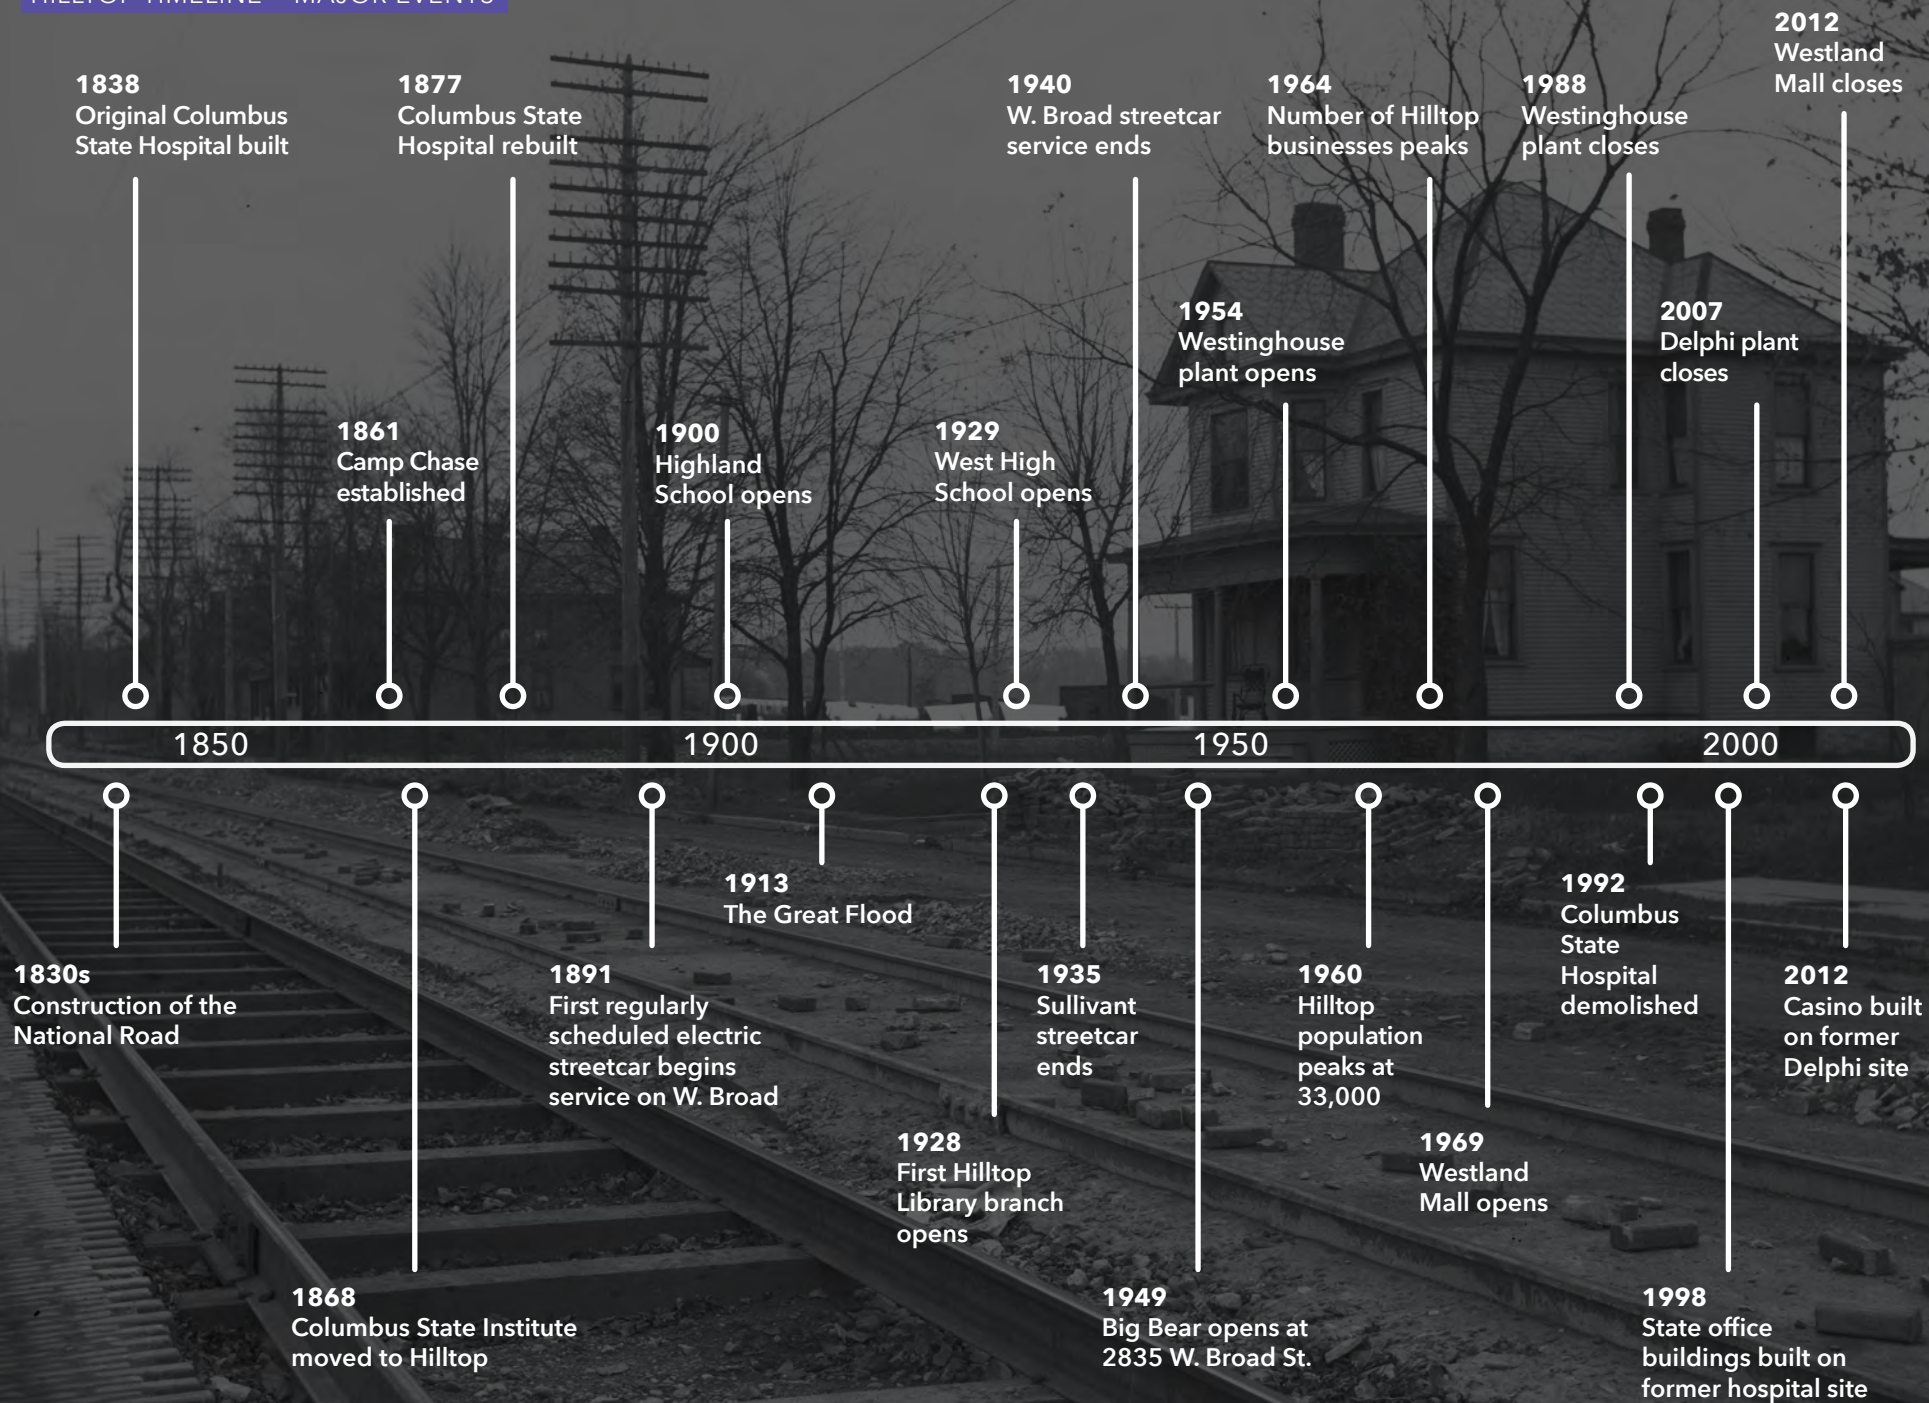 HILLTOP TIMELINE – MAJOR EVENTS
1838
Original Columbus
State Hospital built
1877
Columbus State
Hospital rebuilt
1940
W. Broad streetcar
service ends
1964
Number of Hilltop
businesses peaks
1988
Westinghouse
plant closes
2012
Westland
Mall closes
1861
Camp Chase
established
1900
Highland
School opens
1929
West High
School opens
1954
Westinghouse
plant opens
2007
Delphi plant
closes
1850
1900
1950
2000
1830s
Construction of the
National Road
1868
Columbus State Institute
moved to Hilltop
1891
First regularly
scheduled electric
streetcar begins
service on W. Broad
1913
The Great Flood
1928
First Hilltop
Library branch
opens
1935
Sullivant
streetcar
ends
1949
Big Bear opens at
2835 W. Broad St.
1960
Hilltop
population
peaks at
33,000
1969
Westland
Mall opens
1992
Columbus
State
Hospital
demolished
1998
State office
buildings built on
former hospital site
2012
Casino built
on former
Delphi site